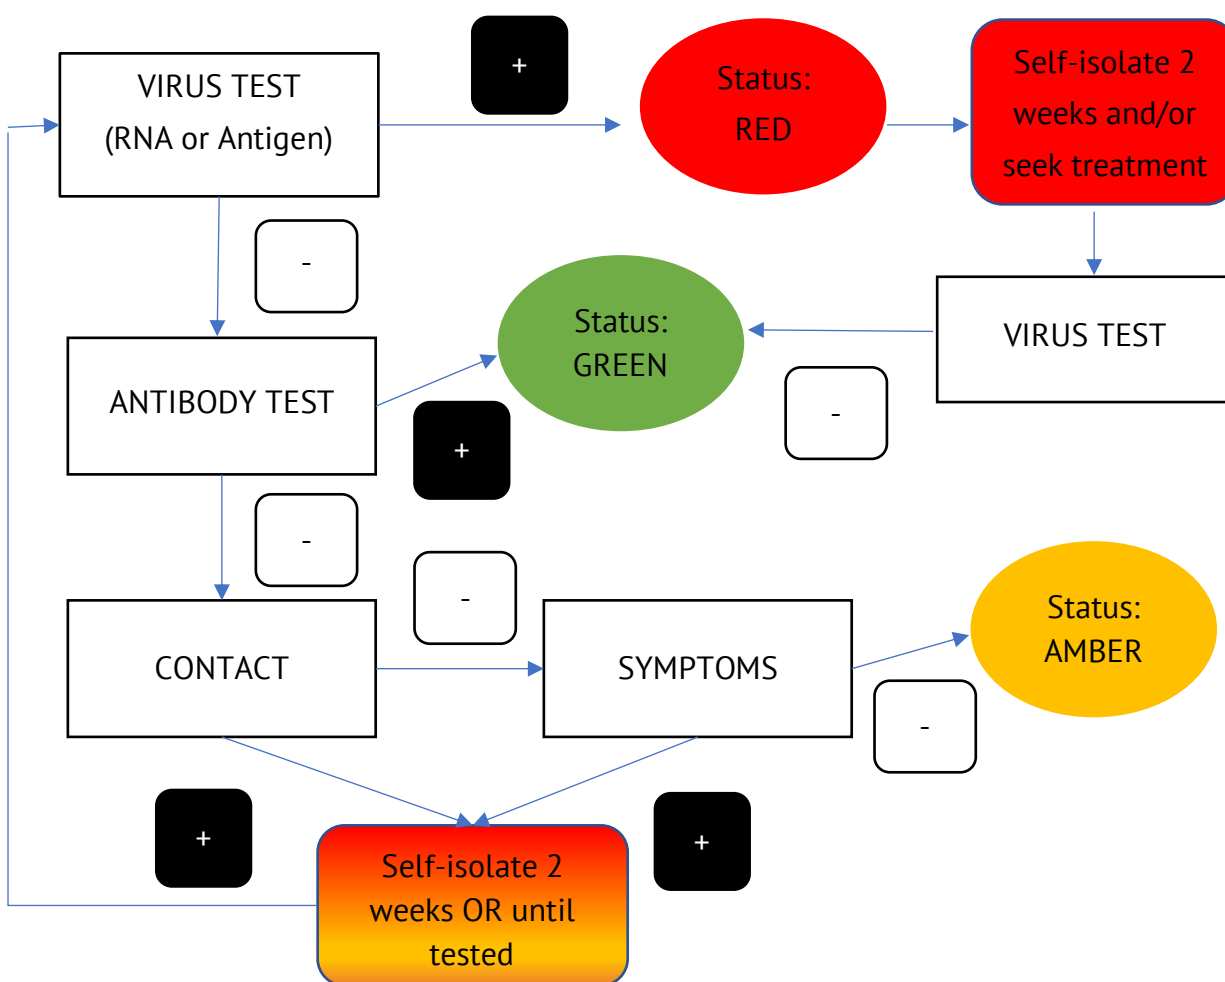 VIRUS TEST
(RNA or Antigen)
+
Status:
RED
Self-isolate 2
weeks and/or
seek treatment
-
Status:
GREEN
VIRUS TEST
ANTIBODY TEST
+
-
-
-
CONTACT
SYMPTOMS
Status:
AMBER
-
+
+
Self-isolate 2
weeks OR until
tested